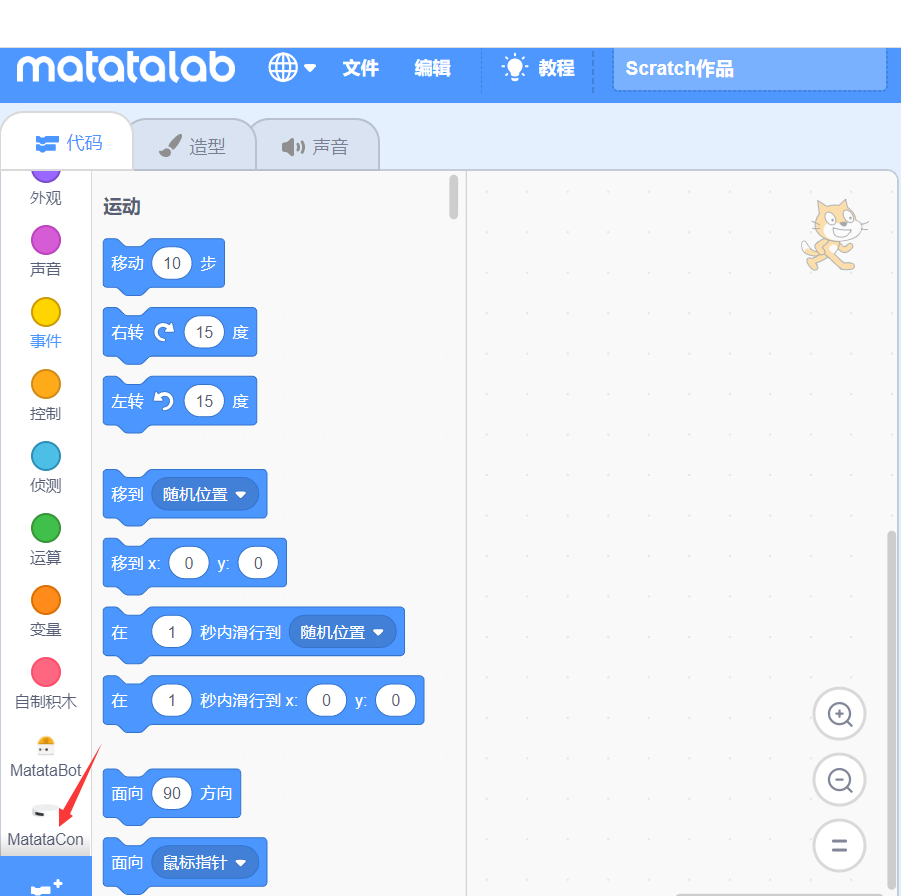 matatalab 文件 编辑 教程 Scratch作品
代码 造型 声音
外观
声音
事件
控制
侦测
运算
变量
自制积木
MatataBot
MatataCon
运动
移动 10 步
右转 15 度
左转 15 度
移到 随机位置
移到 x: 0 y: 0
在 1 秒内滑行到 随机位置
在 1 秒内滑行到 x: 0 y: 0
面向 90 方向
面向 鼠标指针